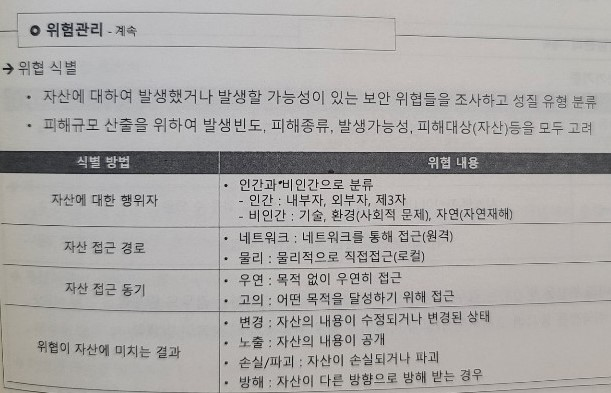 위험관리 - 계속
→ 위협 식별
• 자산에 대하여 발생했거나 발생할 가능성이 있는 보안 위협들을 조사하고 성질 유형 분류
• 피해규모 산출을 위하여 발생빈도, 피해종류, 발생가능성, 피해대상(자산)등을 모두 고려
식별 방법 위협 내용
자산에 대한 행위자
• 인간과 비인간으로 분류
- 인간 : 내부자, 외부자, 제3자
- 비인간 : 기술, 환경(사회적 문제), 자연(자연재해)
자산 접근 경로
• 네트워크 : 네트워크를 통해 접근(원격)
• 물리 : 물리적으로 직접접근(로컬)
자산 접근 동기
• 우연 : 목적 없이 우연히 접근
• 고의 : 어떤 목적을 달성하기 위해 접근
위협이 자산에 미치는 결과
• 변경 : 자산의 내용이 수정되거나 변경된 상태
• 노출 : 자산의 내용이 공개
• 손실/파괴 : 자산이 손실되거나 파괴
• 방해 : 자산이 다른 방향으로 방해 받는 경우